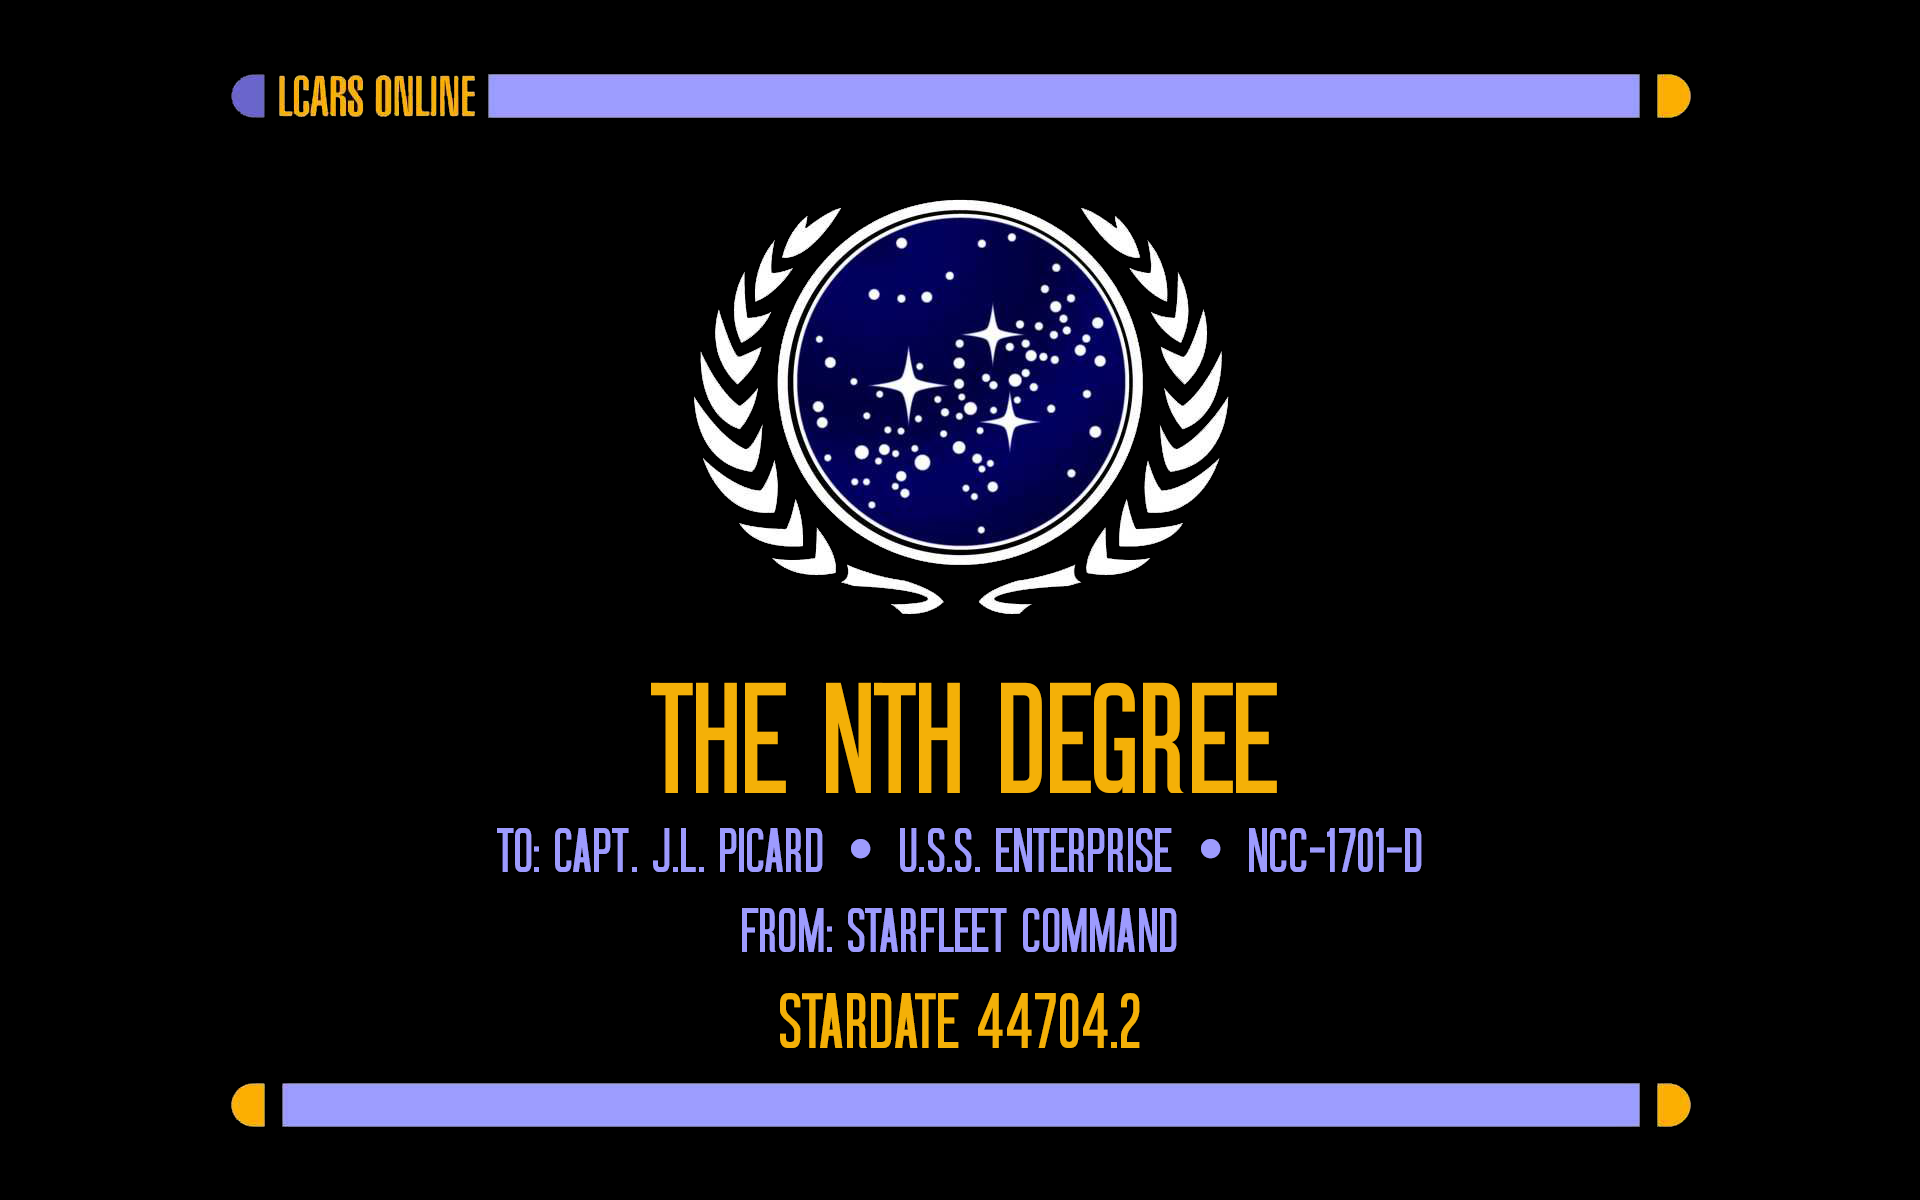 LCARS ONLINE
THE NTH DEGREE
TO: CAPT. J.L. PICARD • U.S.S. ENTERPRISE • NCC-1701-D
FROM: STARFLEET COMMAND
STARDATE 44704.2